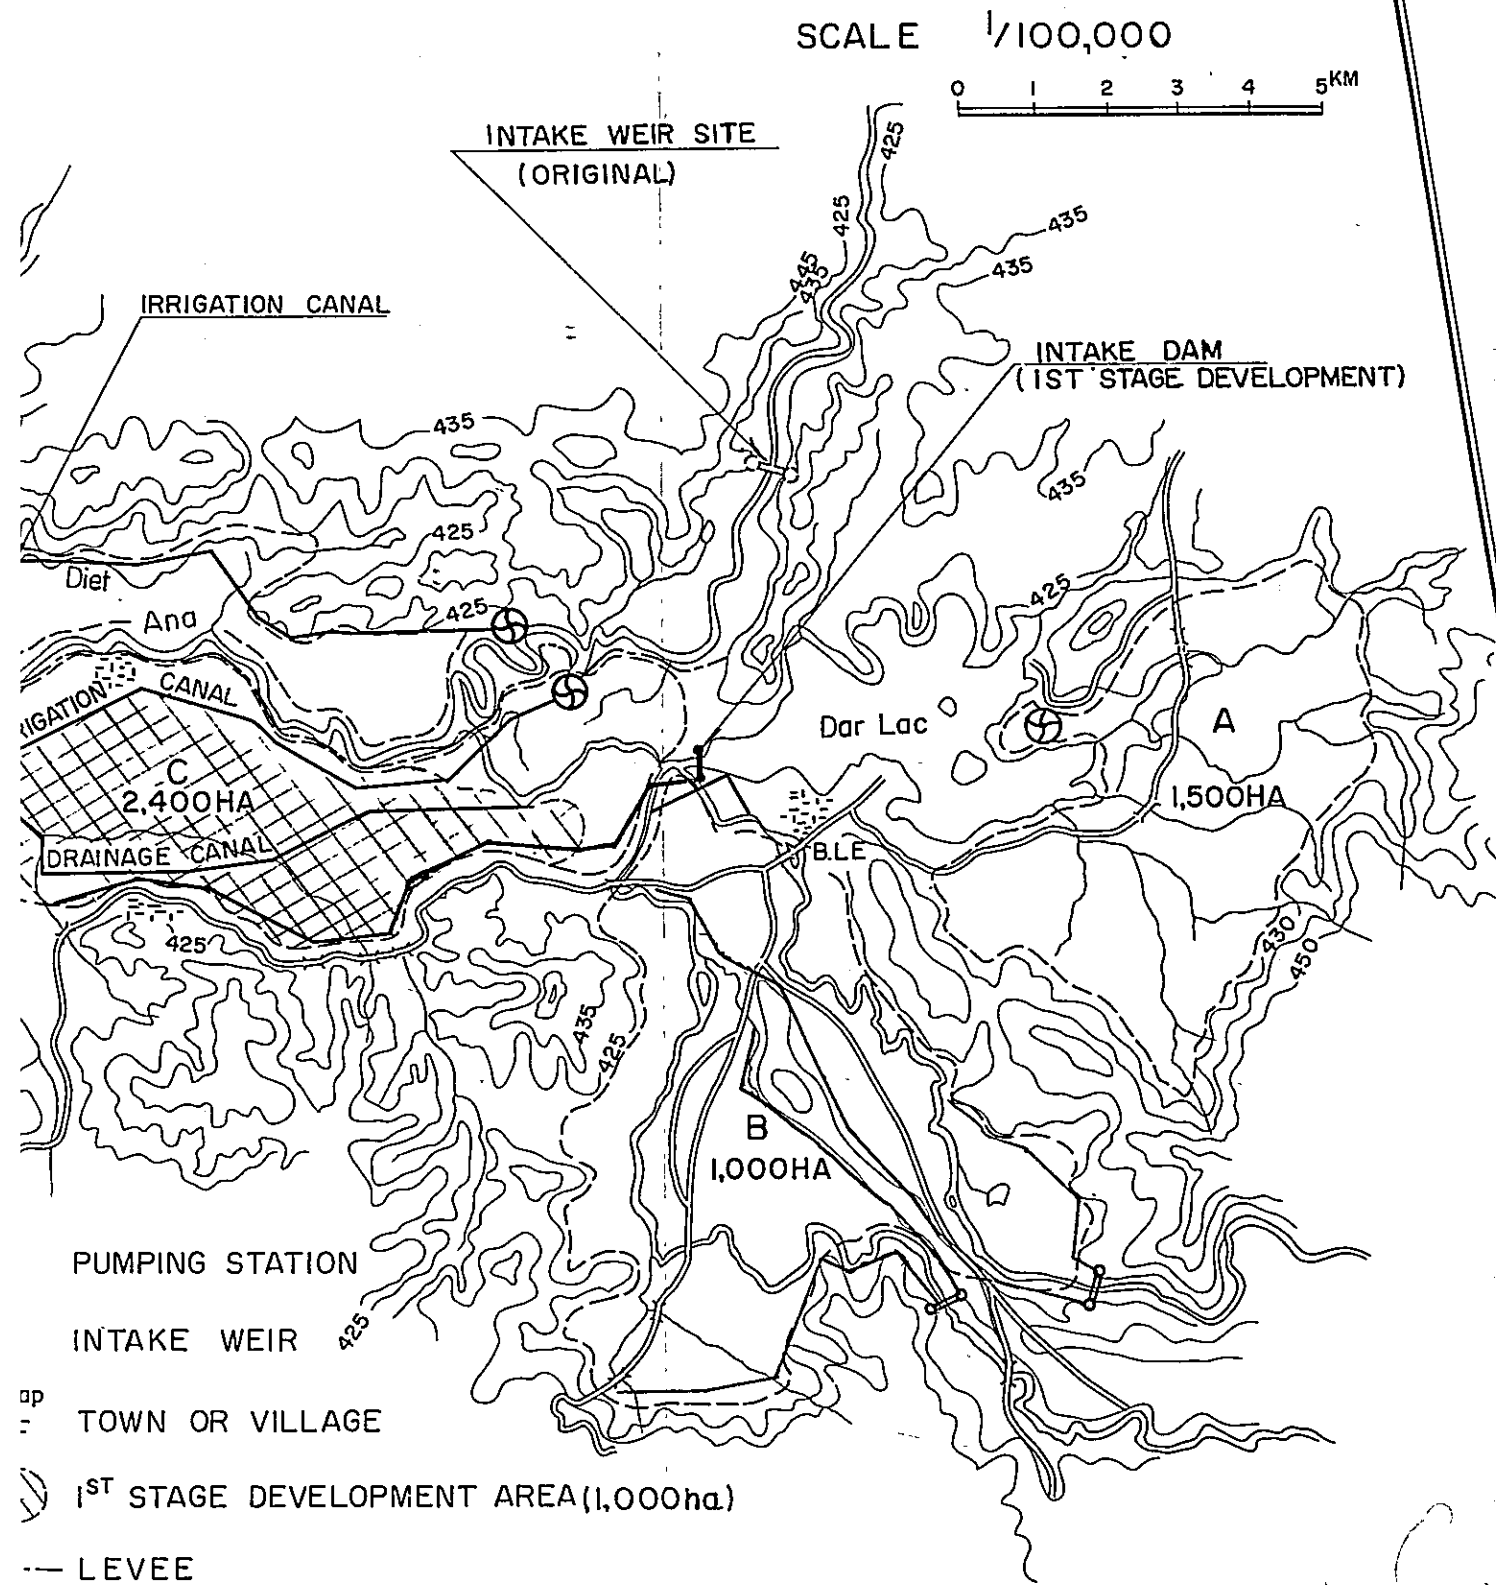 SCALE 1/100,000
0 1 2 3 4 5KM
INTAKE WEIR SITE
(ORIGINAL)
425
425
445
435
435
435
IRRIGATION CANAL
INTAKE DAM
(1ST STAGE DEVELOPMENT)
435
435
425
Diet
Ana
425
425
RIGATION CANAL
Dar Lac
A
1,500HA
C
2,400HA
DRAINAGE CANAL
B.L.E
425
430
450
435
425
B
1,000HA
PUMPING STATION
INTAKE WEIR
425
ap
TOWN OR VILLAGE
1ST STAGE DEVELOPMENT AREA(1,000ha)
LEVEE